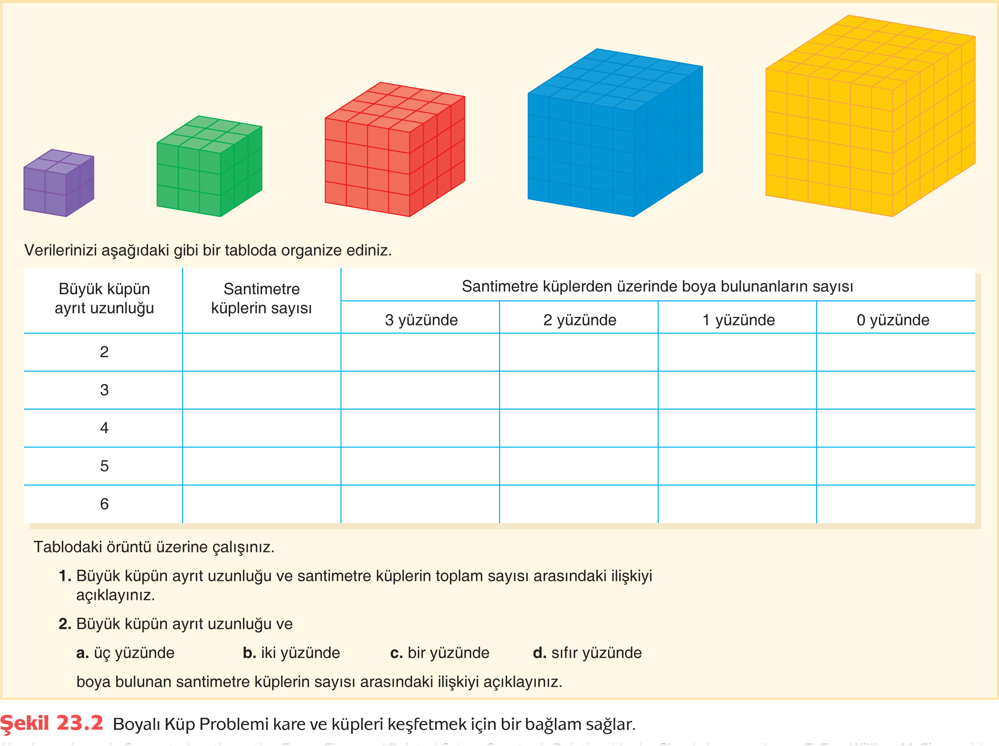 Verilerinizi aşağıdaki gibi bir tabloda organize ediniz.
Büyük küpün
ayrıt uzunluğu
Santimetre
küplerin sayısı
Santimetre küplerden üzerinde boya bulunanların sayısı
3 yüzünde
2 yüzünde
1 yüzünde
0 yüzünde
2
3
4
5
6
Tablodaki örüntü üzerine çalışınız.
1. Büyük küpün ayrıt uzunluğu ve santimetre küplerin toplam sayısı arasındaki ilişkiyi
açıklayınız.
2. Büyük küpün ayrıt uzunluğu ve
a. üç yüzünde b. iki yüzünde c. bir yüzünde d. sıfır yüzünde
boya bulunan santimetre küplerin sayısı arasındaki ilişkiyi açıklayınız.
Şekil 23.2 Boyalı Küp Problemi kare ve küpleri keşfetmek için bir bağlam sağlar.